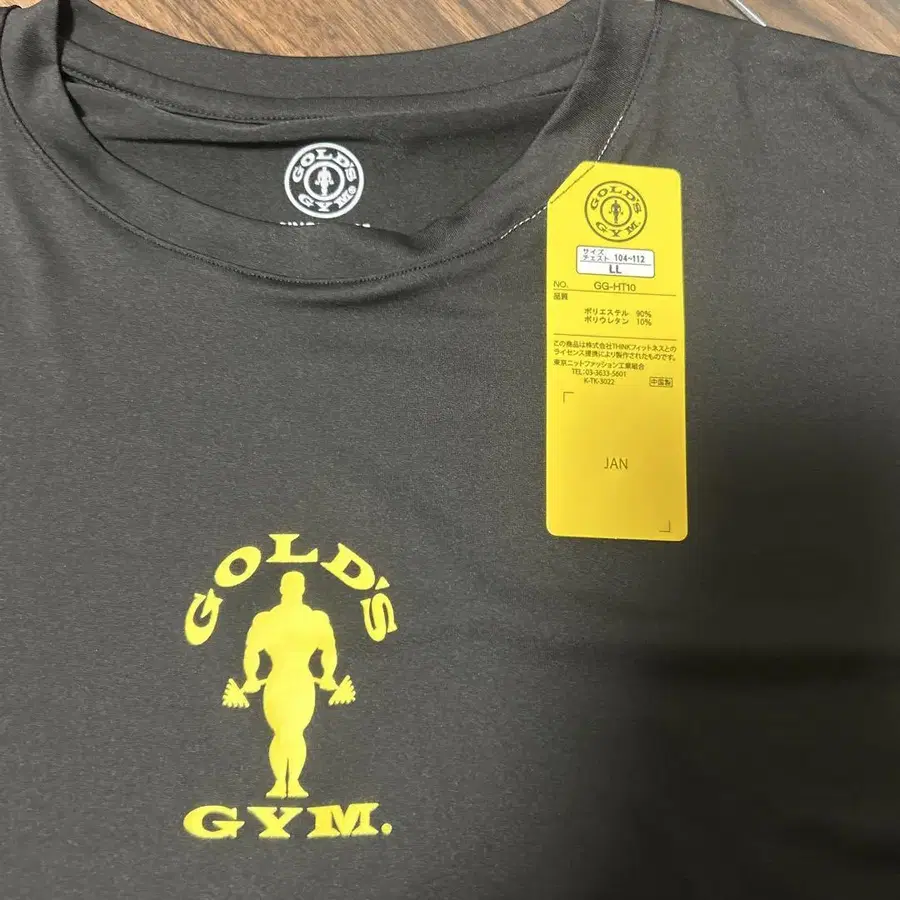 GOLD'S
GYM®
GOLD'S
GYM.
サイズ
チェスト 104~112
LL
NO. GG-HT10
品質
ポリエステル 90%
ポリウレタン 10%
この商品は株式会社THINKフィットネスとの
ライセンス提携により製作されたものです。
東京ニットファッション工業組合
TEL:03-3633-5601
K-TK-3022 中国製
JAN
GOLD'S
GYM.